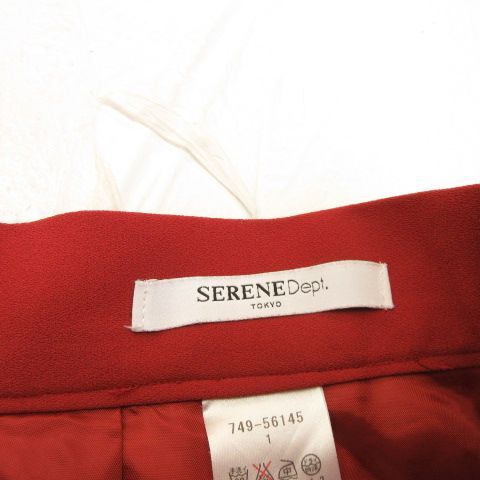 SERENE Dept.
TOKYO
749-56145
1